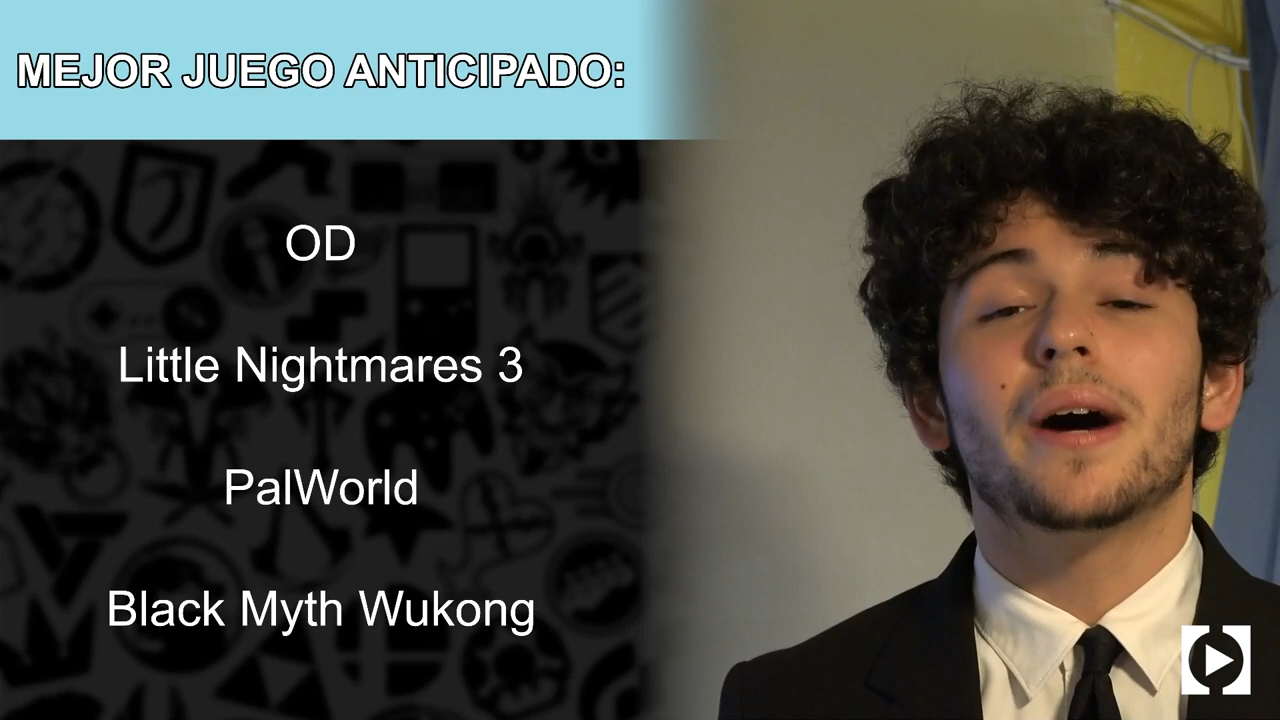 MEJOR JUEGO ANTICIPADO:
OD
Little Nightmares 3
PalWorld
Black Myth Wukong